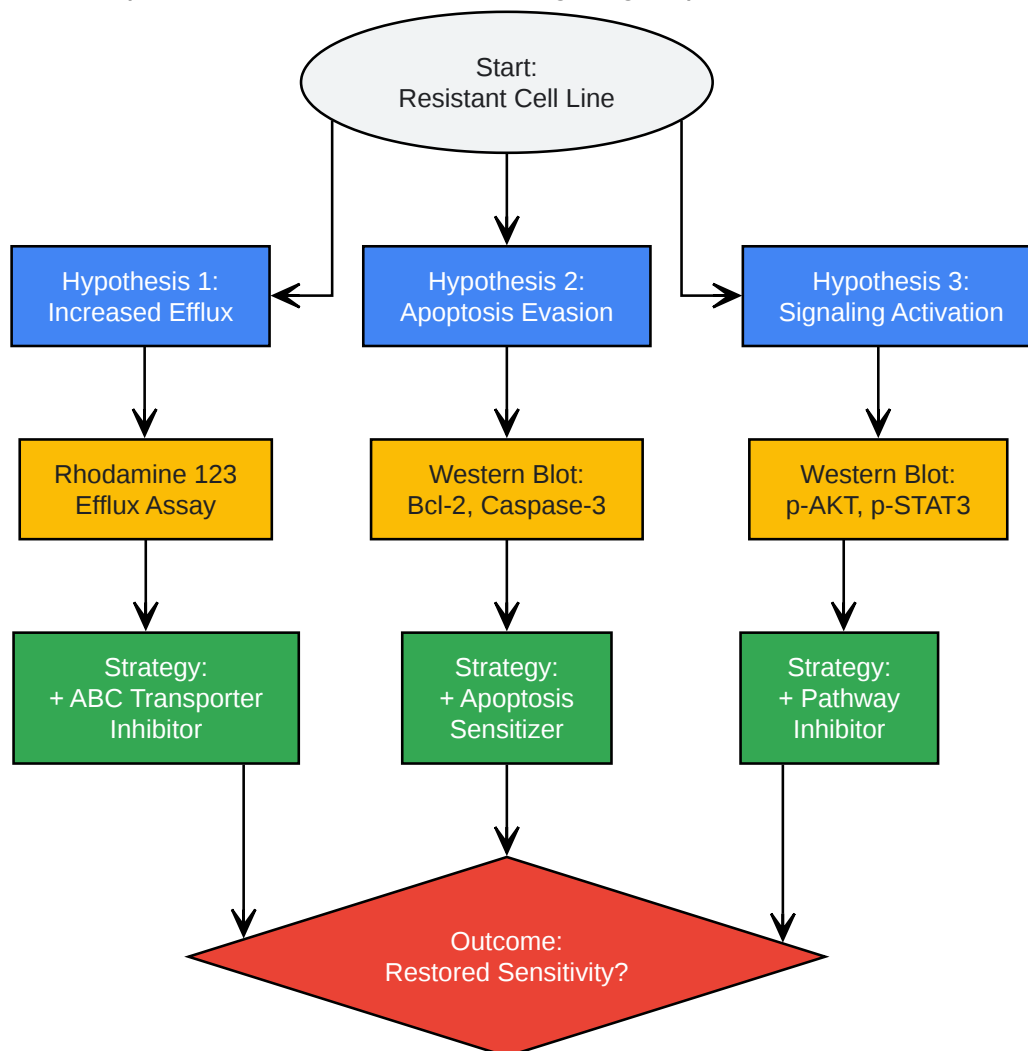 Start:
Resistant Cell Line
Hypothesis 1:
Increased Efflux
Hypothesis 2:
Apoptosis Evasion
Hypothesis 3:
Signaling Activation
Rhodamine 123
Efflux Assay
Western Blot:
Bcl-2, Caspase-3
Western Blot:
p-AKT, p-STAT3
Strategy:
+ ABC Transporter
Inhibitor
Strategy:
+ Apoptosis
Sensitizer
Strategy:
+ Pathway
Inhibitor
Outcome:
Restored Sensitivity?